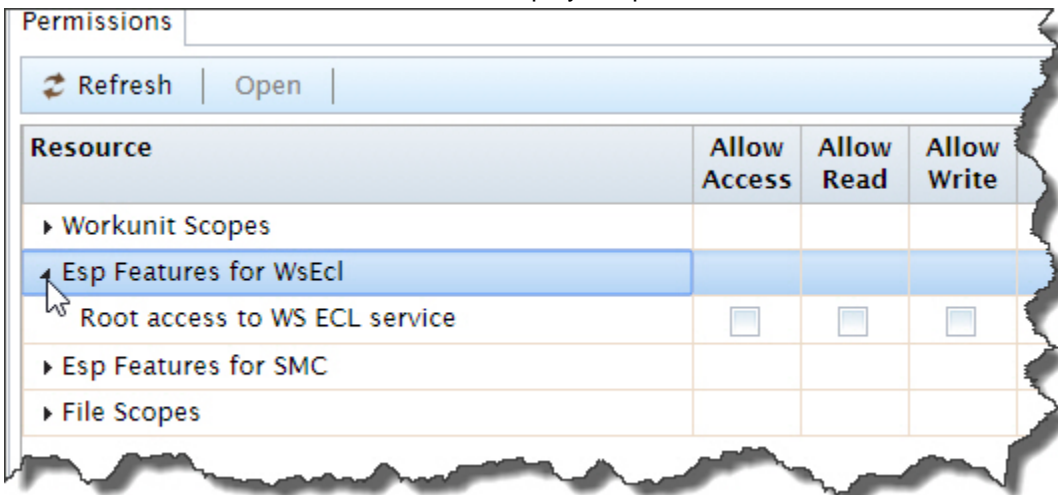 Permissions
Refresh Open
Resource Allow Access Allow Read Allow Write
Workunit Scopes
Esp Features for WsEcl
Root access to WS ECL service
Esp Features for SMC
File Scopes